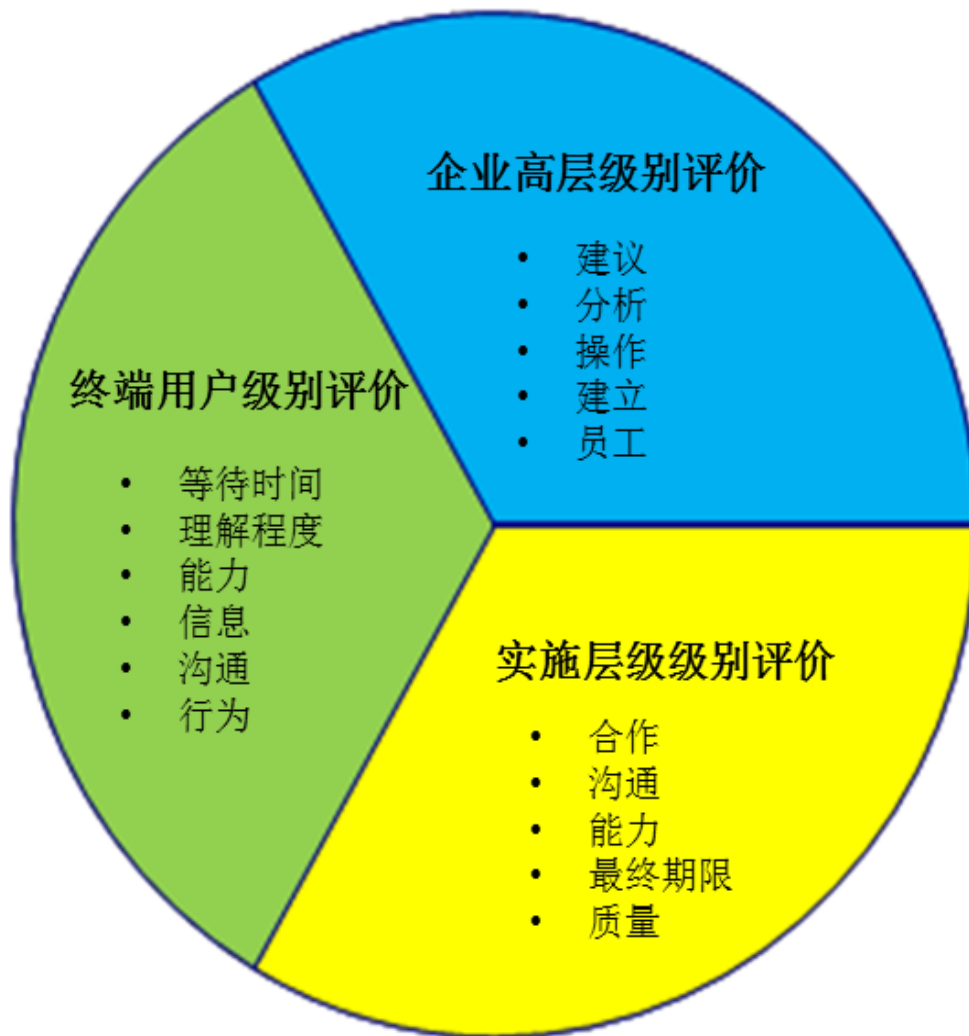 企业高层级别评价
• 建议
• 分析
• 操作
• 建立
• 员工
终端用户级别评价
• 等待时间
• 理解程度
• 能力
• 信息
• 沟通
• 行为
实施层级级别评价
• 合作
• 沟通
• 能力
• 最终期限
• 质量